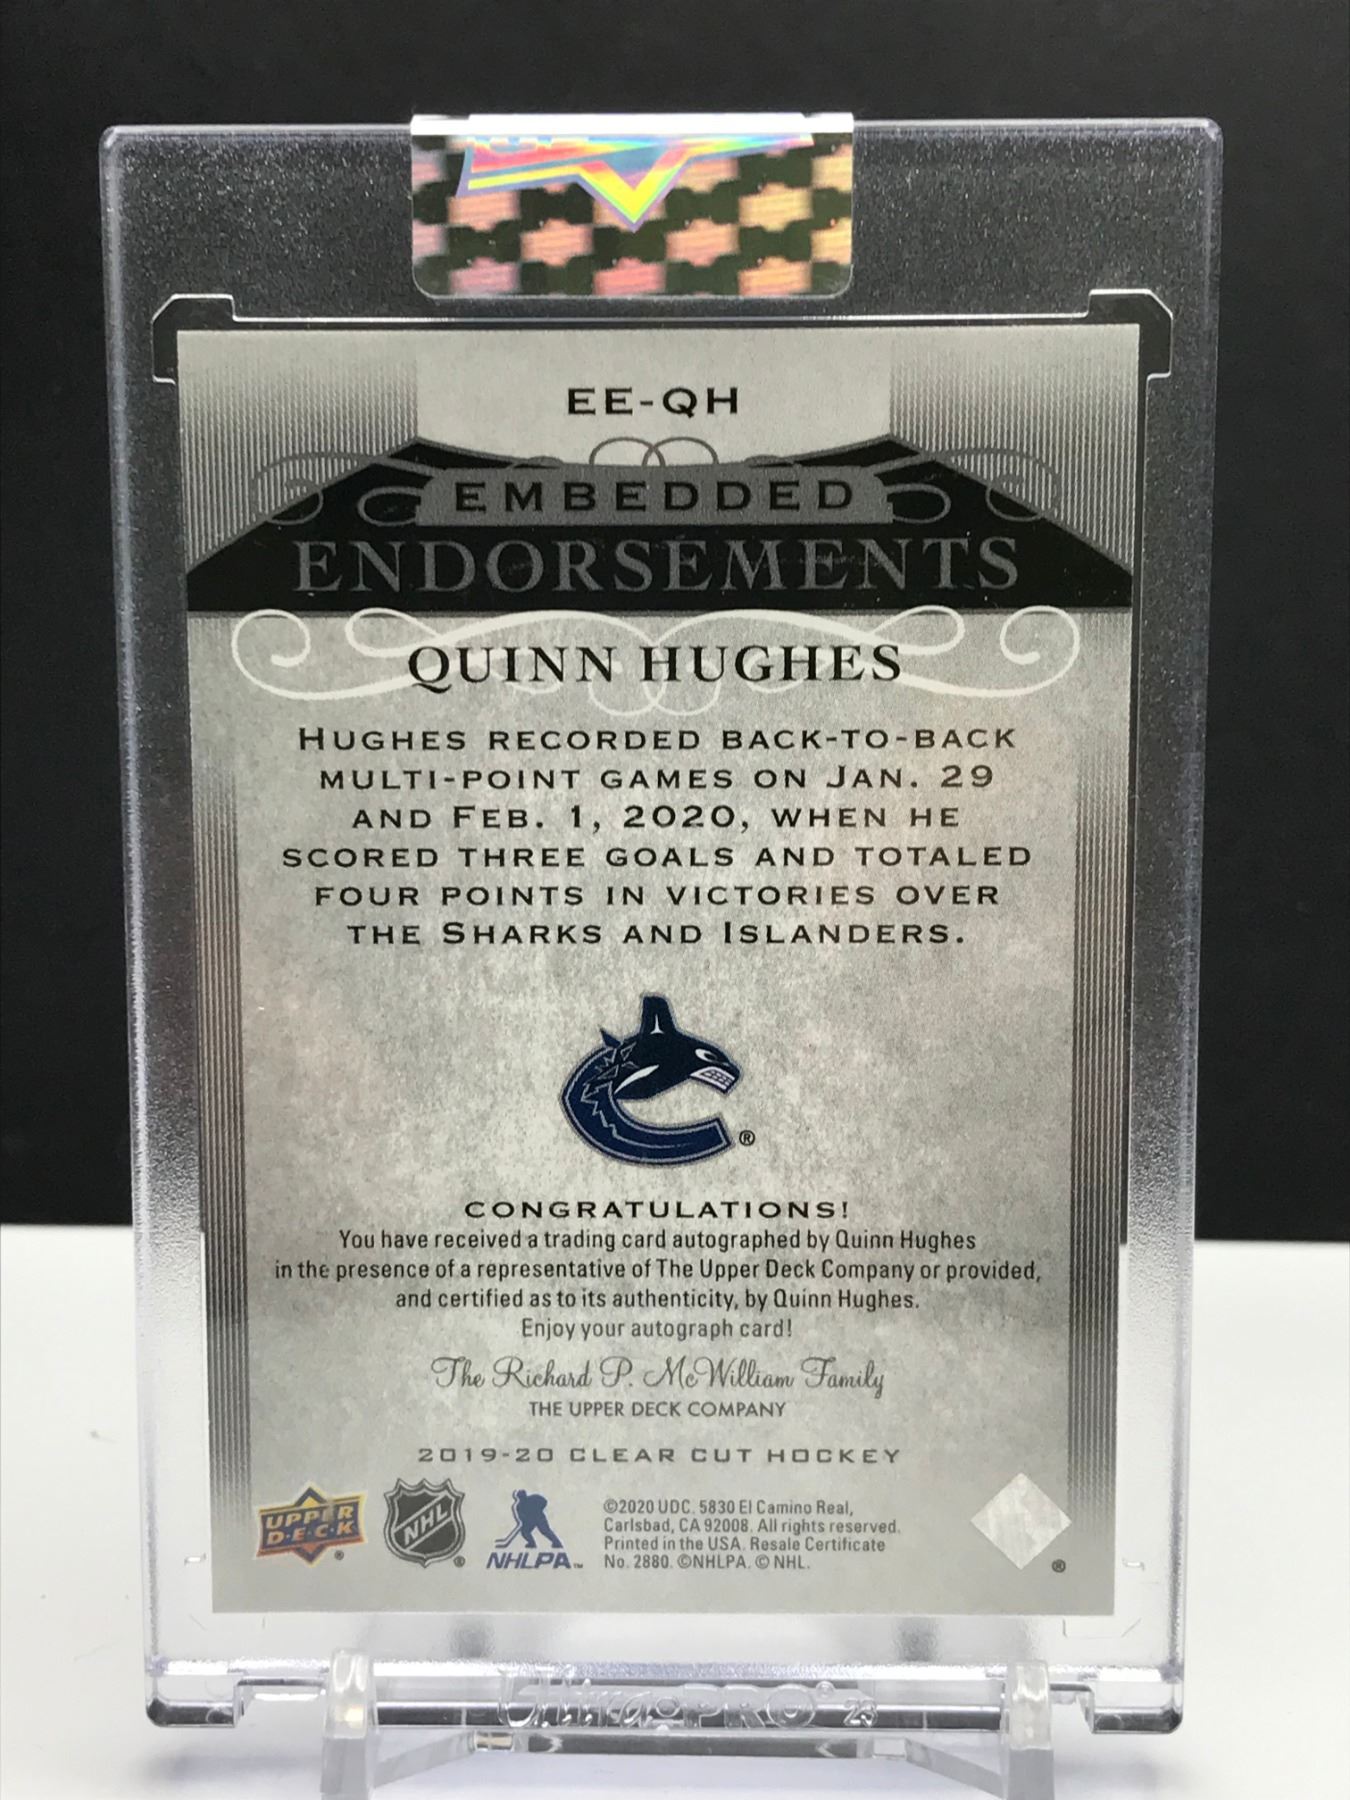 EE-QH
EMBEDDED
ENDORSEMENTS
QUINN HUGHES
HUGHES RECORDED BACK-TO-BACK
MULTI-POINT GAMES ON JAN. 29
AND FEB. 1, 2020, WHEN HE
SCORED THREE GOALS AND TOTALED
FOUR POINTS IN VICTORIES OVER
THE SHARKS AND ISLANDERS.
®
CONGRATULATIONS!
You have received a trading card autographed by Quinn Hughes
in the presence of a representative of The Upper Deck Company or provided,
and certified as to its authenticity, by Quinn Hughes.
Enjoy your autograph card!
The Richard P. McWilliam Family
THE UPPER DECK COMPANY
2019-20 CLEAR CUT HOCKEY
UPPER
D·E·C·K
®
NHL
®
NHLPA™
©2020 UDC. 5830 El Camino Real,
Carlsbad, CA 92008. All rights reserved.
Printed in the USA. Resale Certificate
No. 2880. ©NHLPA. © NHL.
®
Ultra·PRO® 23